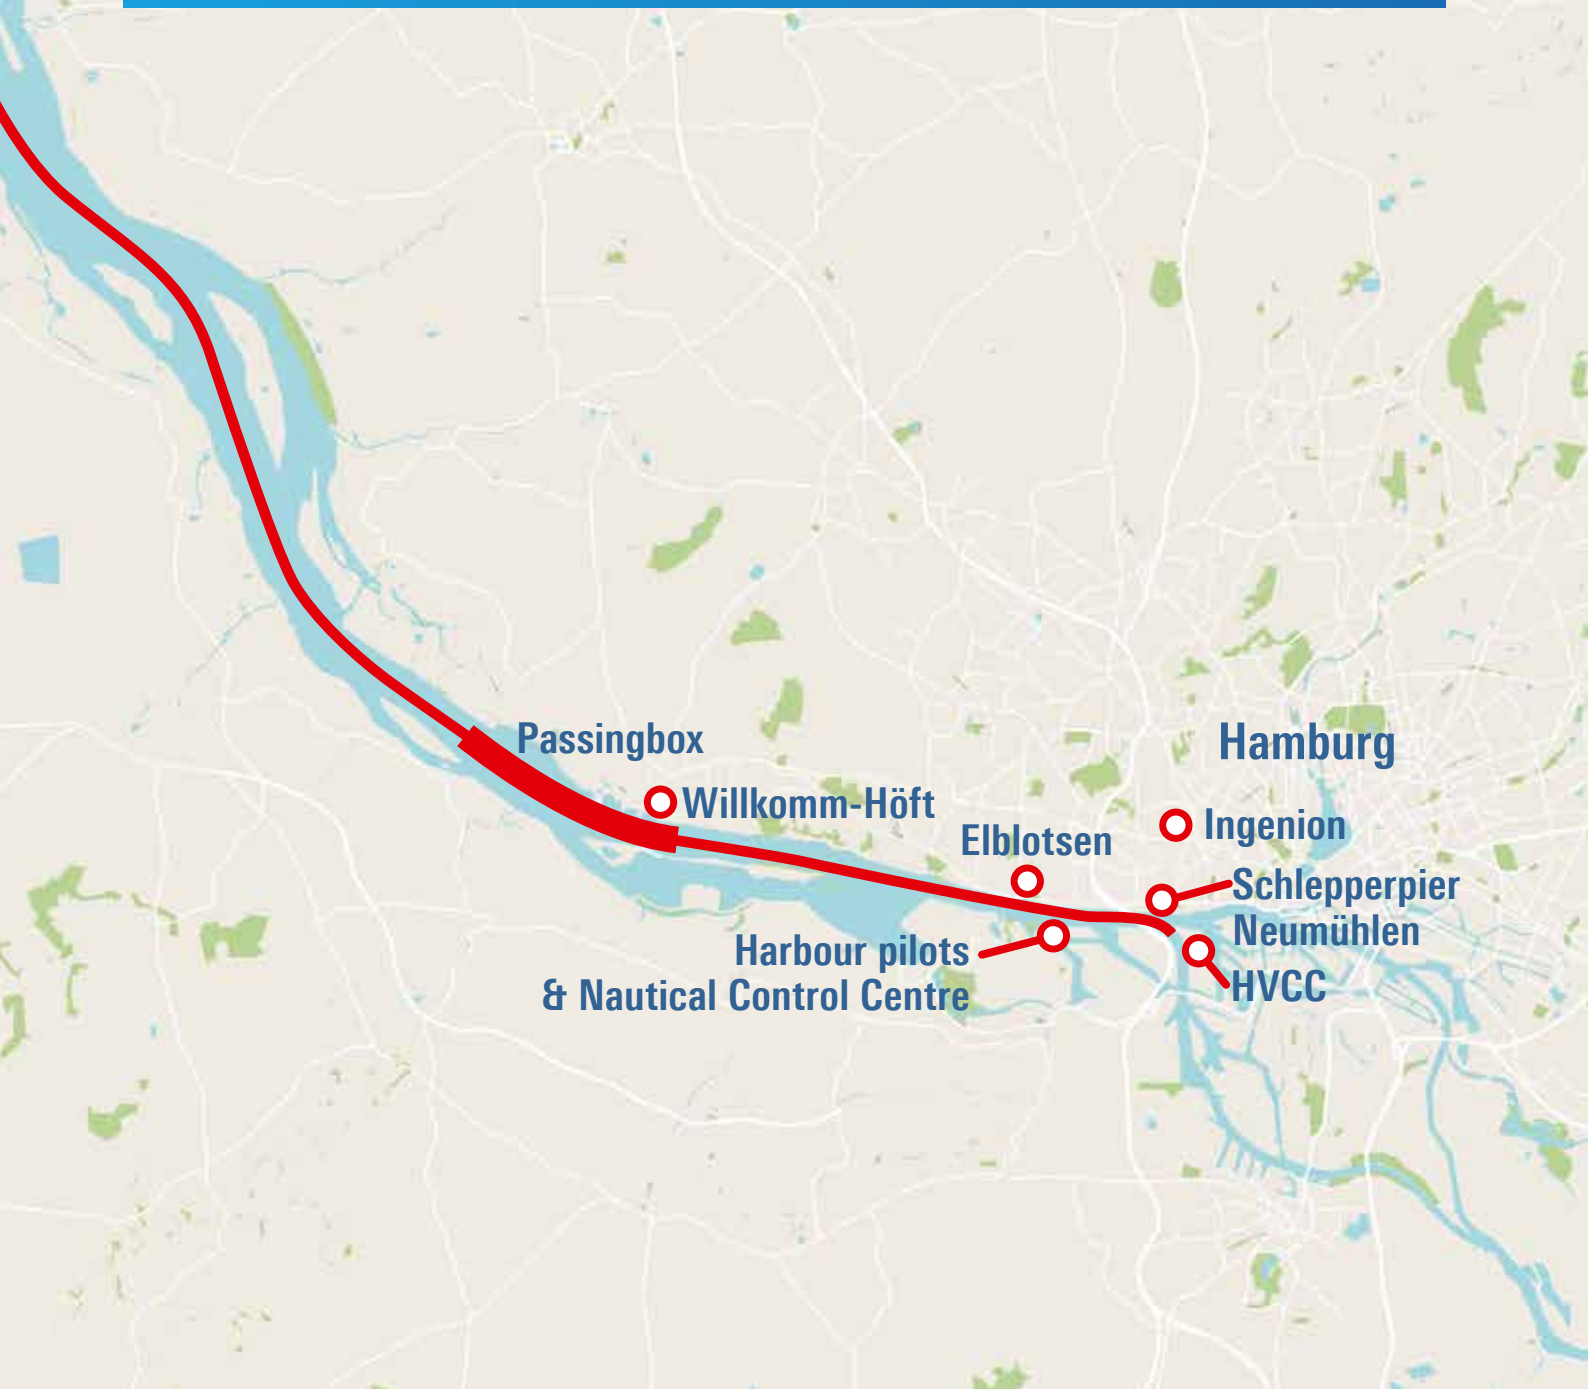 Passingbox
Hamburg
Willkomm-Höft
Elblotsen
Ingenion
Schlepperpier
Neumühlen
Harbour pilots
& Nautical Control Centre
HVCC